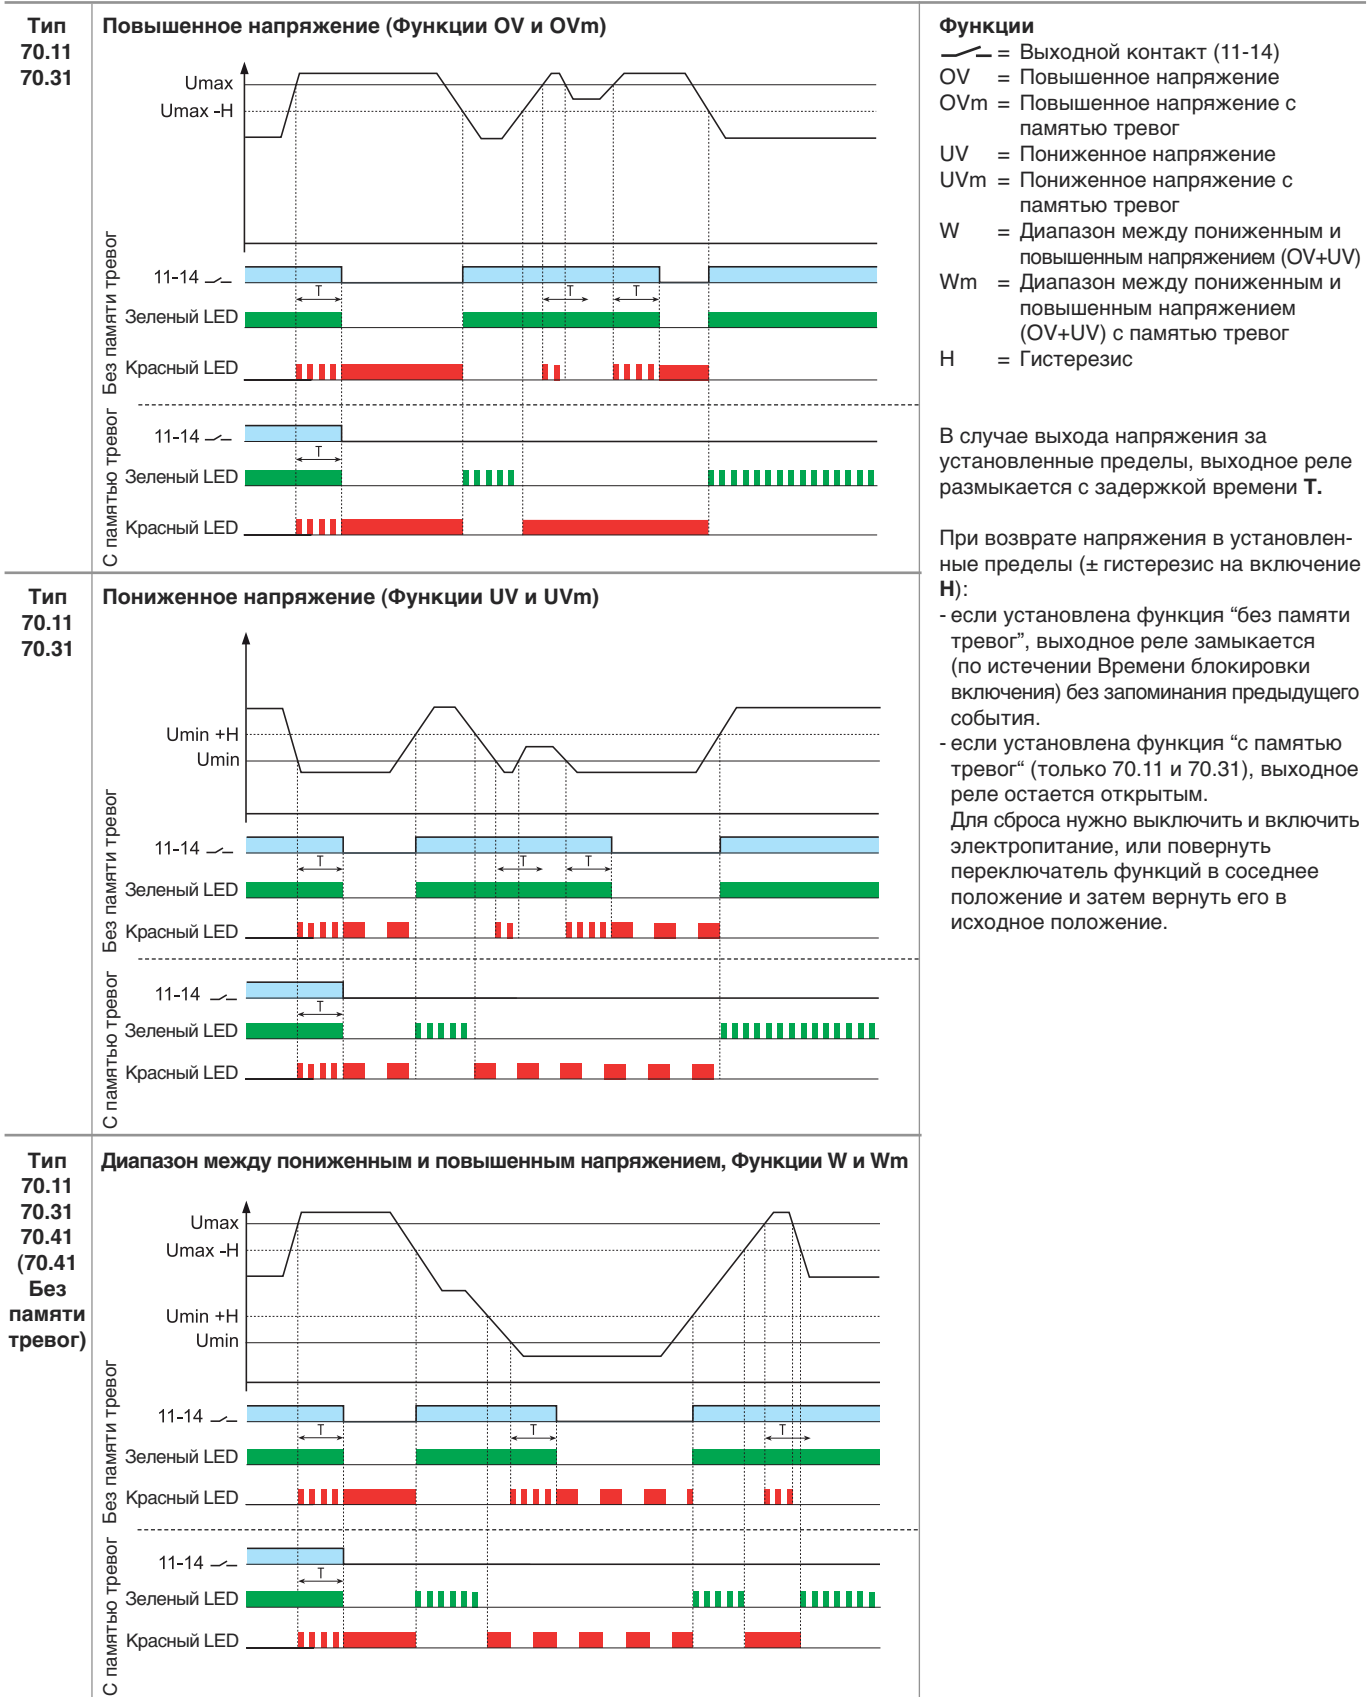 Тип
70.11
70.31
Повышенное напряжение (Функции OV и OVm)
Umax
Umax -H
Без памяти тревог
11-14
T
T
T
Зеленый LED
Красный LED
С памятью тревог
11-14
T
Зеленый LED
Красный LED
Тип
70.11
70.31
Пониженное напряжение (Функции UV и UVm)
Umin +H
Umin
Без памяти тревог
11-14
T
T
T
Зеленый LED
Красный LED
С памятью тревог
11-14
T
Зеленый LED
Красный LED
Тип
70.11
70.31
70.41
(70.41
Без
памяти
тревог)
Диапазон между пониженным и повышенным напряжением, Функции W и Wm
Umax
Umax -H
Umin +H
Umin
Без памяти тревог
11-14
T
T
T
Зеленый LED
Красный LED
С памятью тревог
11-14
T
Зеленый LED
Красный LED
Функции
= Выходной контакт (11-14)
OV = Повышенное напряжение
OVm = Повышенное напряжение с
памятью тревог
UV = Пониженное напряжение
UVm = Пониженное напряжение с
памятью тревог
W = Диапазон между пониженным и
повышенным напряжением (OV+UV)
Wm = Диапазон между пониженным и
повышенным напряжением
(OV+UV) с памятью тревог
H = Гистерезис
В случае выхода напряжения за
установленные пределы, выходное реле
размыкается с задержкой времени T.
При возврате напряжения в установлен-
ные пределы (± гистерезис на включение
H):
- если установлена функция “без памяти
тревог”, выходное реле замыкается
(по истечении Времени блокировки
включения) без запоминания предыдущего
события.
- если установлена функция “с памятью
тревог“ (только 70.11 и 70.31), выходное
реле остается открытым.
Для сброса нужно выключить и включить
электропитание, или повернуть
переключатель функций в соседнее
положение и затем вернуть его в
исходное положение.